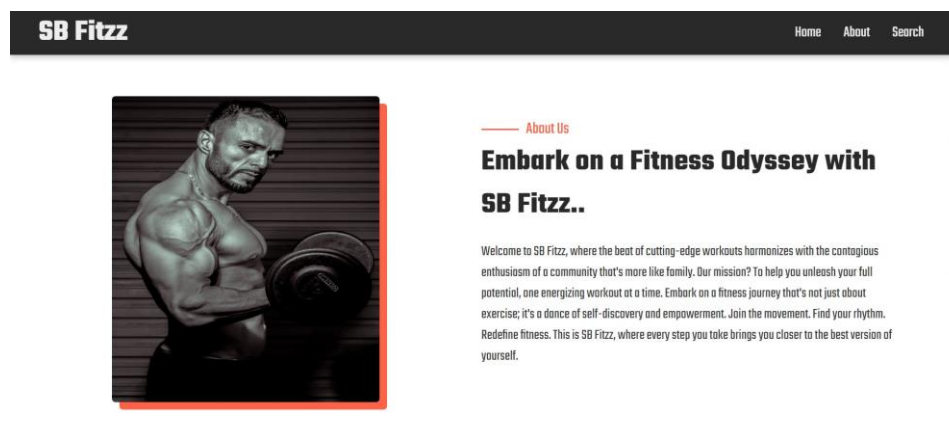 SB Fitzz
Home About Search
About Us
Embark on a Fitness Odyssey with
SB Fitzz..
Welcome to SB Fitzz, where the beat of cutting-edge workouts harmonizes with the contagious
enthusiasm of a community that's more like family. Our mission? To help you unleash your full
potential, one energizing workout at a time. Embark on a fitness journey that's not just about
exercise; it's a dance of self-discovery and empowerment. Join the movement. Find your rhythm.
Redefine fitness. This is SB Fitzz, where every step you take brings you closer to the best version of
yourself.